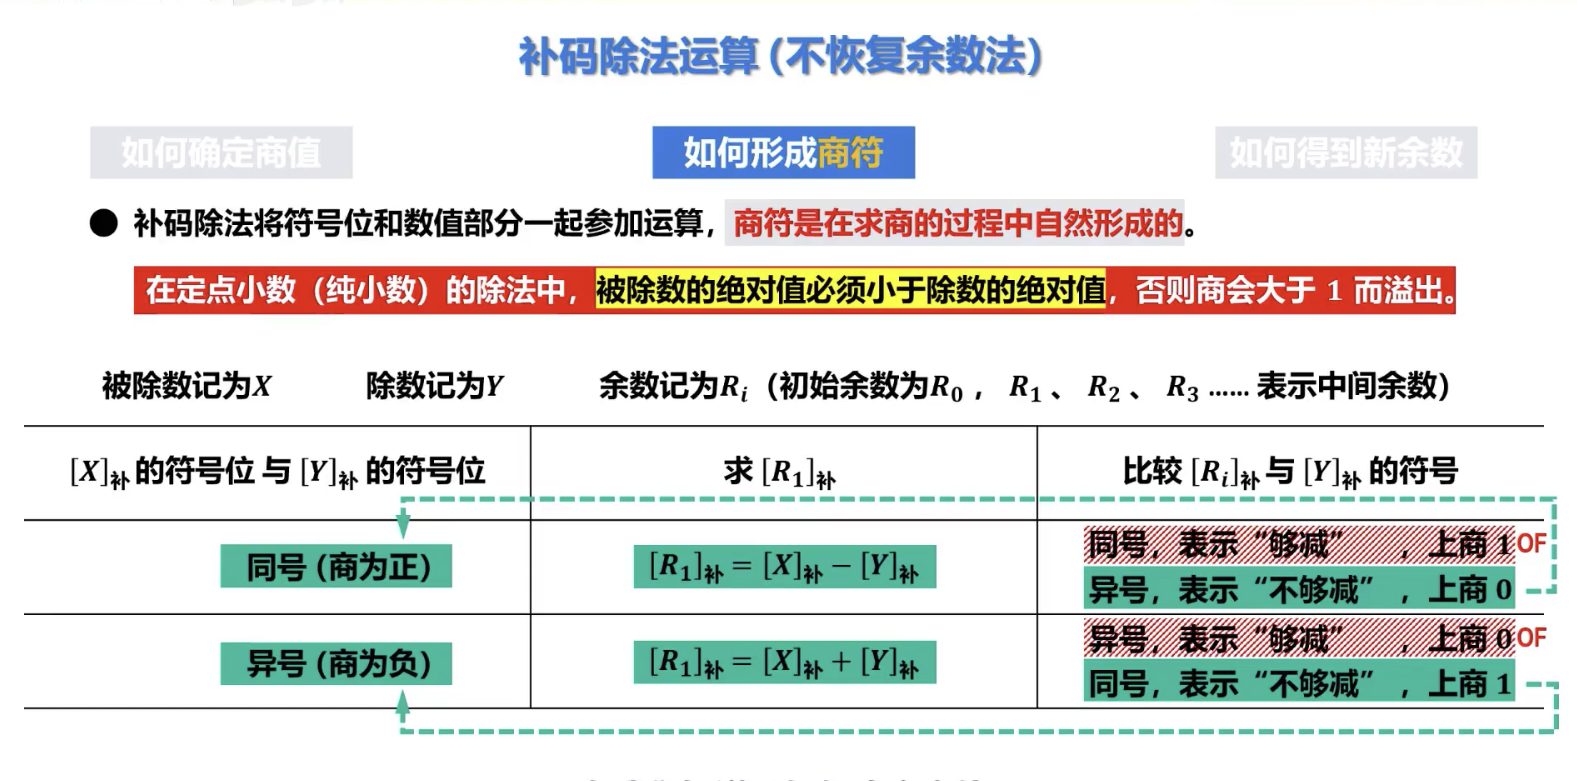 补码除法运算（不恢复余数法）
如何确定商值
如何形成商符
如何得到新余数
● 补码除法将符号位和数值部分一起参加运算，商符是在求商的过程中自然形成的。
在定点小数（纯小数）的除法中，被除数的绝对值必须小于除数的绝对值，否则商会大于 1 而溢出。
被除数记为X 除数记为Y 余数记为R_i（初始余数为R_0， R_1、 R_2、 R_3 …… 表示中间余数）
[X]补 的符号位 与 [Y]补 的符号位
求 [R_1]补
比较 [R_i]补 与 [Y]补 的符号
同号 (商为正)
[R_1]补 = [X]补 − [Y]补
同号，表示“够减” ，上商 1 OF
异号，表示“不够减” ，上商 0
异号 (商为负)
[R_1]补 = [X]补 + [Y]补
异号，表示“够减” ，上商 0 OF
同号，表示“不够减” ，上商 1